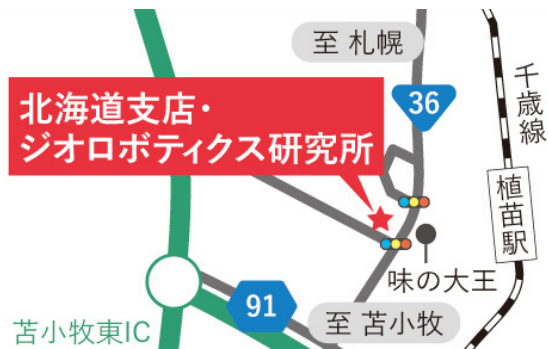 至 札幌
36
千歳線
北海道支店・
ジオロボティクス研究所
植苗駅
味の大王
91
至 苫小牧
苫小牧東IC